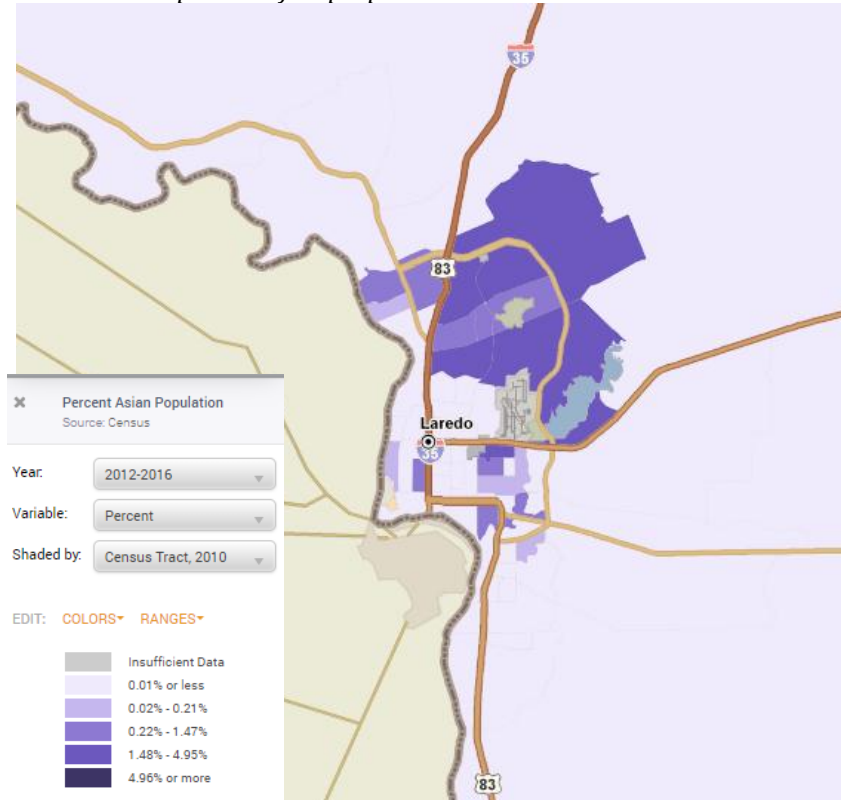 35
83
Laredo
35
83
Percent Asian Population
Source: Census
Year:
2012-2016
Variable:
Percent
Shaded by:
Census Tract, 2010
EDIT: COLORS RANGES
Insufficient Data
0.01% or less
0.02% - 0.21%
0.22% - 1.47%
1.48% - 4.95%
4.96% or more